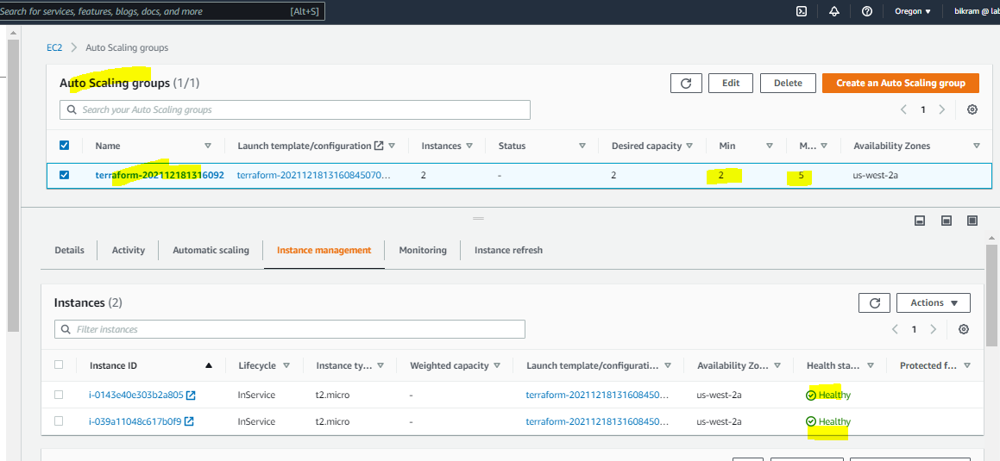 Search for services, features, blogs, docs, and more [Alt+S] Oregon ▼ bikram @ lab
EC2 > Auto Scaling groups
Auto Scaling groups (1/1) Edit Delete Create an Auto Scaling group
Search your Auto Scaling groups 1
Name Launch template/configuration Instances Status Desired capacity Min M... Availability Zones
terraform-202112181316092 terraform-20211218131608450​70... 2 - 2 2 5 us-west-2a
Details Activity Automatic scaling Instance management Monitoring Instance refresh
Instances (2) Actions ▼
Filter instances 1
Instance ID Lifecycle Instance ty... Weighted capacity Launch template/configurati... Availability Zo... Health sta... Protected f...
i-0143e40e303b2a805 InService t2.micro - terraform-20211218131608450... us-west-2a Healthy
i-039a11048c617b0f9 InService t2.micro - terraform-20211218131608450... us-west-2a Healthy